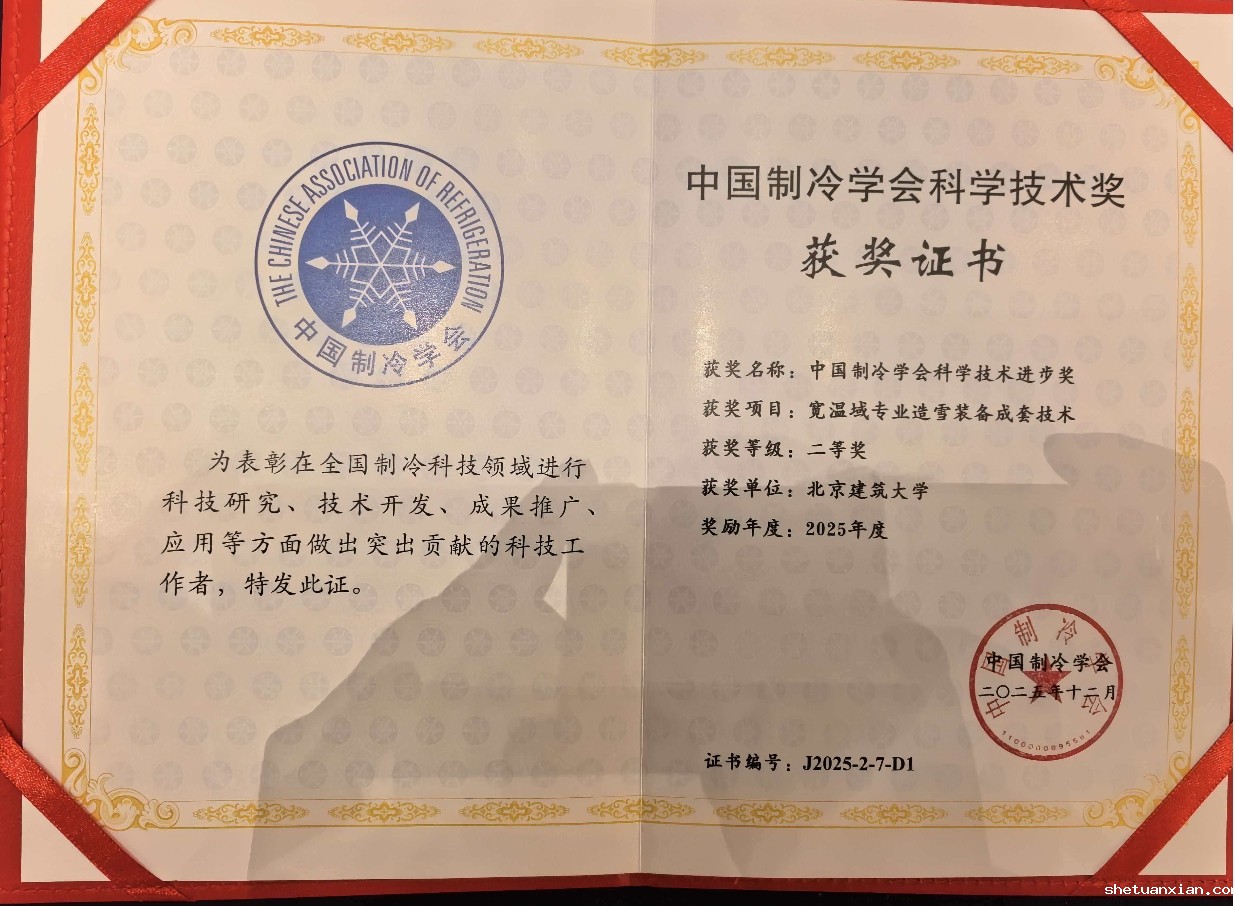 THE CHINESE ASSOCIATION OF REFRIGERATION
中国制冷学会
为表彰在全国制冷科技领域进行
科技研究、技术开发、成果推广、
应用等方面做出突出贡献的科技工
作者，特发此证。
中国制冷学会科学技术奖
获奖证书
获奖名称：中国制冷学会科学技术进步奖
获奖项目：宽温域专业造雪装备成套技术
获奖等级：二等奖
获奖单位：北京建筑大学
奖励年度：2025年度
中国制冷学会
中国制冷学会
二〇二五年十二月
证书编号：J2025-2-7-D1
shetuanxian.com